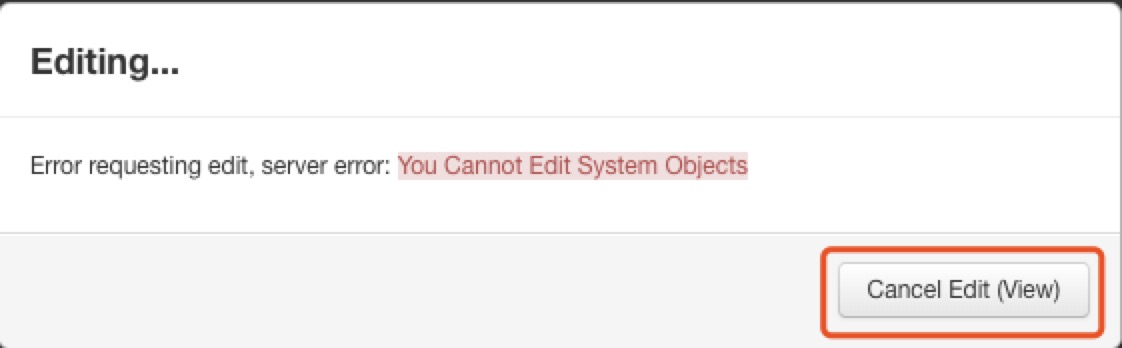 Editing...
Error requesting edit, server error: You Cannot Edit System Objects
Cancel Edit (View)